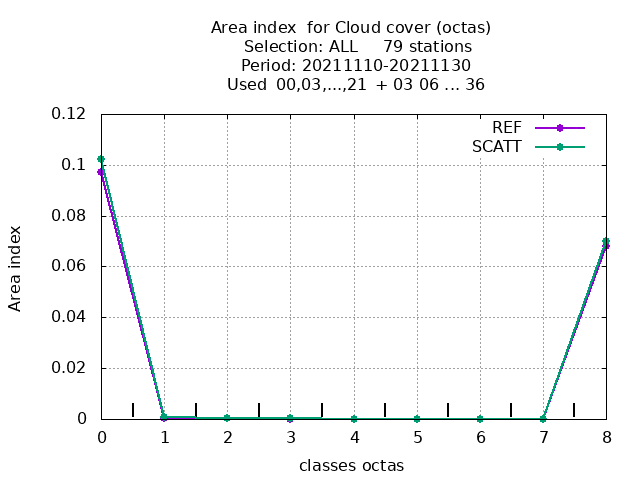 Area index  for Cloud cover (octas)
Selection: ALL     79 stations
Period: 20211110-20211130
Used  00,03,...,21  + 03 06 ... 36
REF
SCATT
0.12
0.1
0.08
0.06
0.04
0.02
0
Area index
0 1 2 3 4 5 6 7 8
classes octas